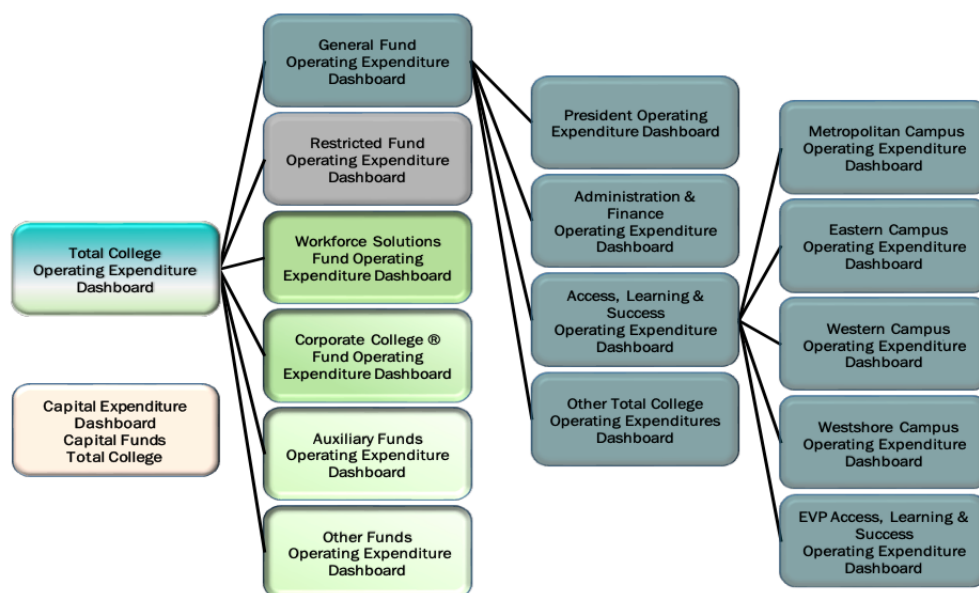 General Fund
Operating Expenditure
Dashboard
Restricted Fund
Operating Expenditure
Dashboard
Total College
Operating Expenditure
Dashboard
Workforce Solutions
Fund Operating
Expenditure Dashboard
Corporate College ®
Fund Operating
Expenditure Dashboard
Capital Expenditure
Dashboard
Capital Funds
Total College
Auxiliary Funds
Operating Expenditure
Dashboard
Other Funds
Operating Expenditure
Dashboard
President Operating
Expenditure Dashboard
Administration &
Finance
Operating Expenditure
Dashboard
Access, Learning &
Success
Operating Expenditure
Dashboard
Other Total College
Operating Expenditures
Dashboard
Metropolitan Campus
Operating Expenditure
Dashboard
Eastern Campus
Operating Expenditure
Dashboard
Western Campus
Operating Expenditure
Dashboard
Westshore Campus
Operating Expenditure
Dashboard
EVP Access, Learning &
Success
Operating Expenditure
Dashboard